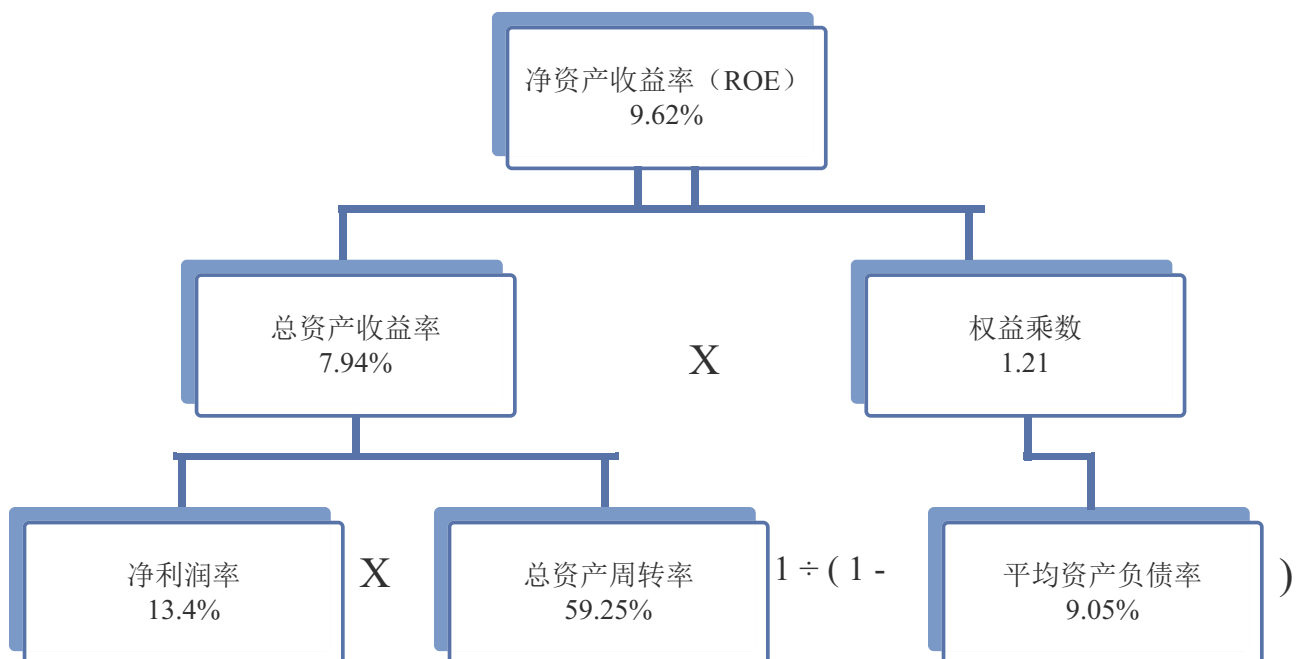 净资产收益率（ROE）
9.62%
总资产收益率
7.94%
X
权益乘数
1.21
净利润率
13.4%
X
总资产周转率
59.25%
1 ÷ ( 1 -
平均资产负债率
9.05%
)